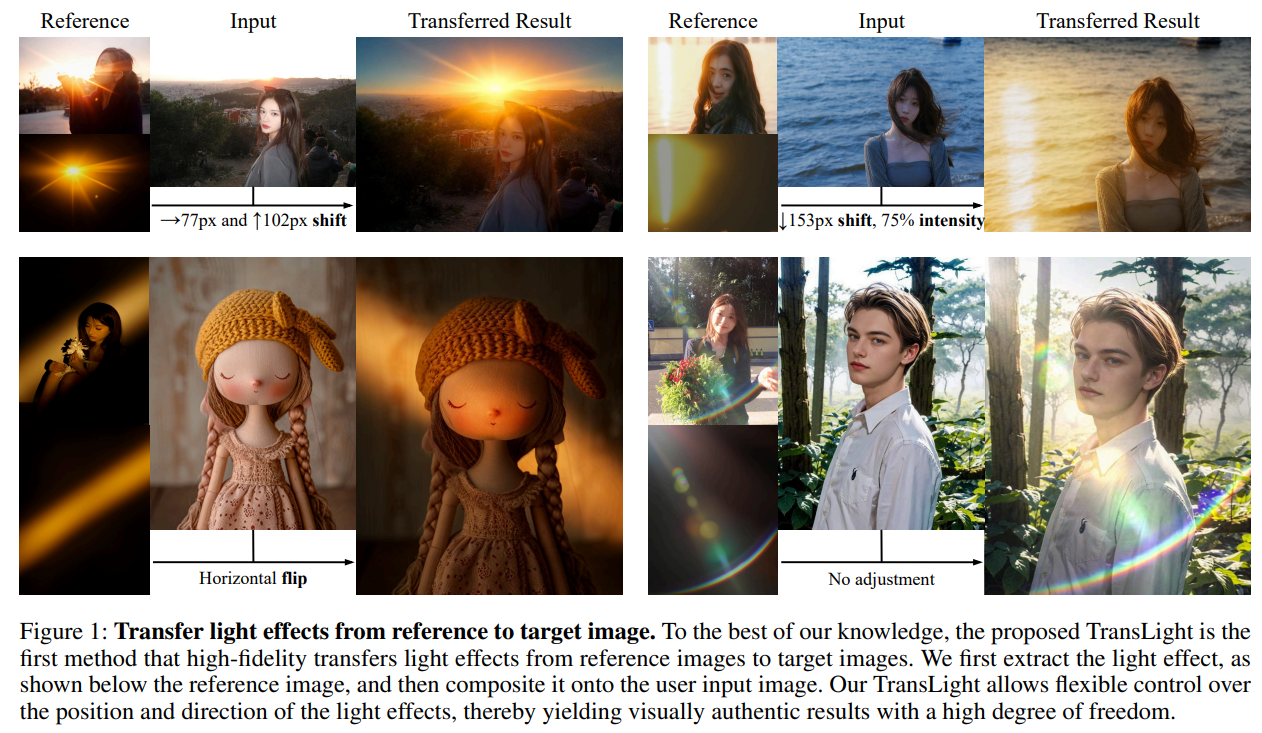 Reference Input Transferred Result
→77px and ↑102px shift
Reference Input Transferred Result
↓153px shift, 75% intensity
Horizontal flip
No adjustment
Figure 1: Transfer light effects from reference to target image. To the best of our knowledge, the proposed TransLight is the
first method that high-fidelity transfers light effects from reference images to target images. We first extract the light effect, as
shown below the reference image, and then composite it onto the user input image. Our TransLight allows flexible control over
the position and direction of the light effects, thereby yielding visually authentic results with a high degree of freedom.